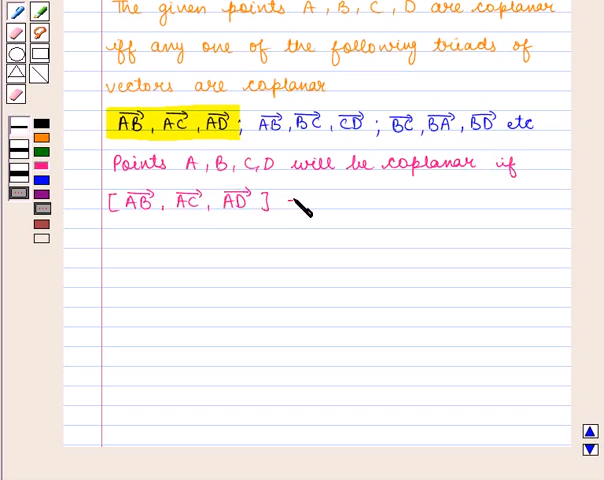 The given points A, B, C, D are coplanar
iff any one of the following triads of
vectors are coplanar
AB⃗, AC⃗, AD⃗ ; AB⃗, BC⃗, CD⃗ ; BC⃗, BA⃗, BD⃗ etc
Points A, B, C, D will be coplanar if
[ AB⃗, AC⃗, AD⃗ ] -